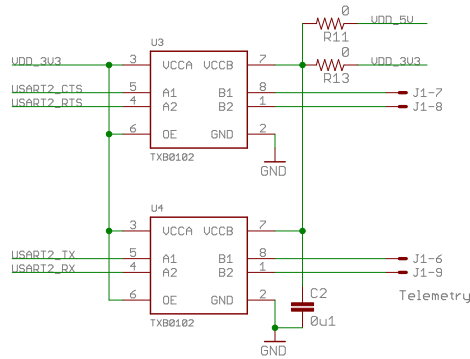 0
U3
VDD_5V
R11
0
VDD_3V3
3
VCCA
VCCB
7
VDD_3V3
R13
USART2_CTS
5
A1
B1
8
J1-7
USART2_RTS
4
A2
B2
1
J1-8
6
OE
GND
2
TXB0102
GND
U4
3
VCCA
VCCB
7
USART2_TX
5
A1
B1
8
J1-6
USART2_RX
4
A2
B2
1
J1-9
6
OE
GND
2
C2
Telemetry
TXB0102
0u1
GND